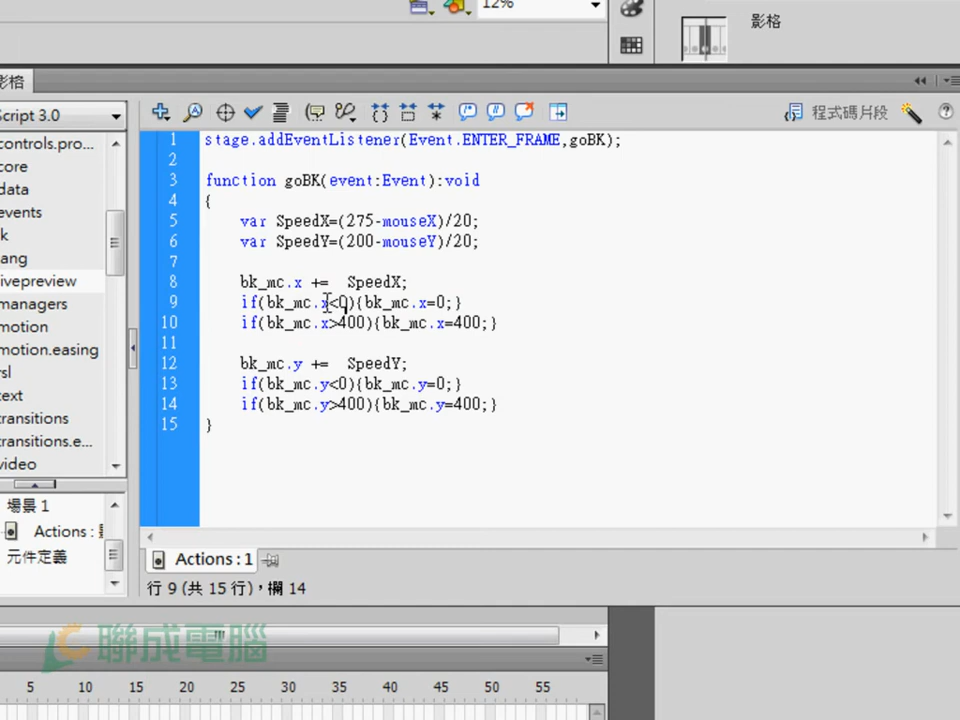 12%
影格
影格
Script 3.0
程式碼片段
controls.pro...
core
data
events
lang
livepreview
managers
motion
motion.easing
text
transitions
transitions.e...
video
場景 1
Actions :
元件定義
1 stage.addEventListener(Event.ENTER_FRAME,goBK);
2
3 function goBK(event:Event):void
4 {
5 var SpeedX=(275-mouseX)/20;
6 var SpeedY=(200-mouseY)/20;
7
8 bk_mc.x += SpeedX;
9 if(bk_mc.x<0){bk_mc.x=0;}
10 if(bk_mc.x>400){bk_mc.x=400;}
11
12 bk_mc.y += SpeedY;
13 if(bk_mc.y<0){bk_mc.y=0;}
14 if(bk_mc.y>400){bk_mc.y=400;}
15 }
Actions : 1
行 9 (共 15 行)，欄 14
聯成電腦
5 10 15 20 25 30 35 40 45 50 55